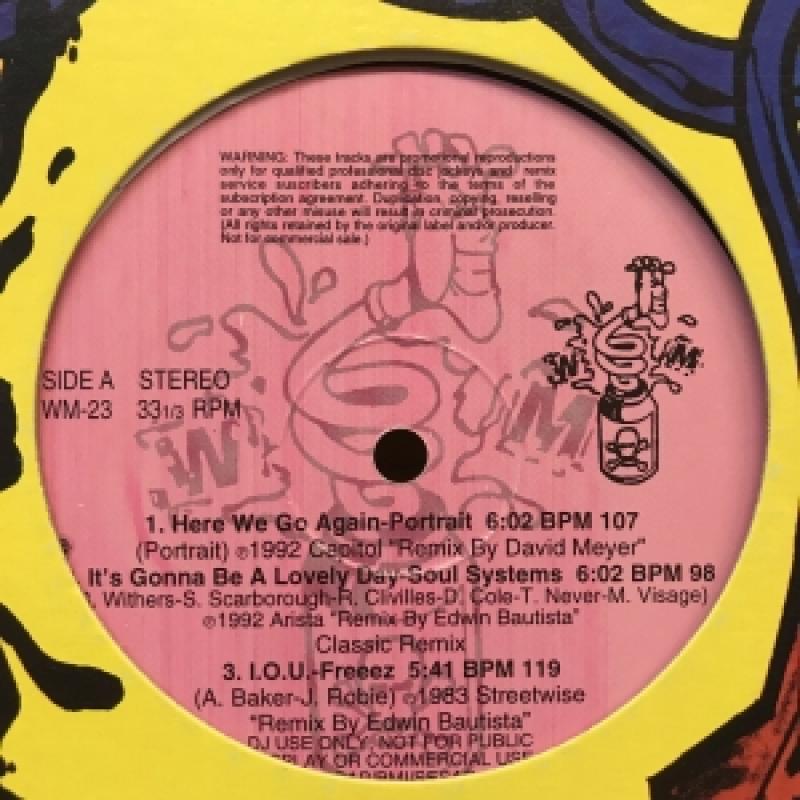 WARNING: These tracks are promotional reproductions
only for qualified professional disc jockeys and remix
service suscribers adhering to the terms of the
subscription agreement. Duplication, copying, reselling
or any other misuse will result in criminal prosecution.
(All rights retained by the original label and/or producer.
Not for commercial sale.)
SIDE A STEREO
WM-23 33 1/3 RPM
W M
W M
1. Here We Go Again-Portrait 6:02 BPM 107
(Portrait) ℗1992 Capitol "Remix By David Meyer"
It's Gonna Be A Lovely Day-Soul Systems 6:02 BPM 98
Withers-S. Scarborough-R. Clivilles-D. Cole-T. Never-M. Visage)
℗1992 Arista "Remix By Edwin Bautista"
Classic Remix
3. I.O.U.-Freeez 5:41 BPM 119
(A. Baker-J. Robie) ℗1983 Streetwise
"Remix By Edwin Bautista"
DJ USE ONLY, NOT FOR PUBLIC
PLAY OR COMMERCIAL USE